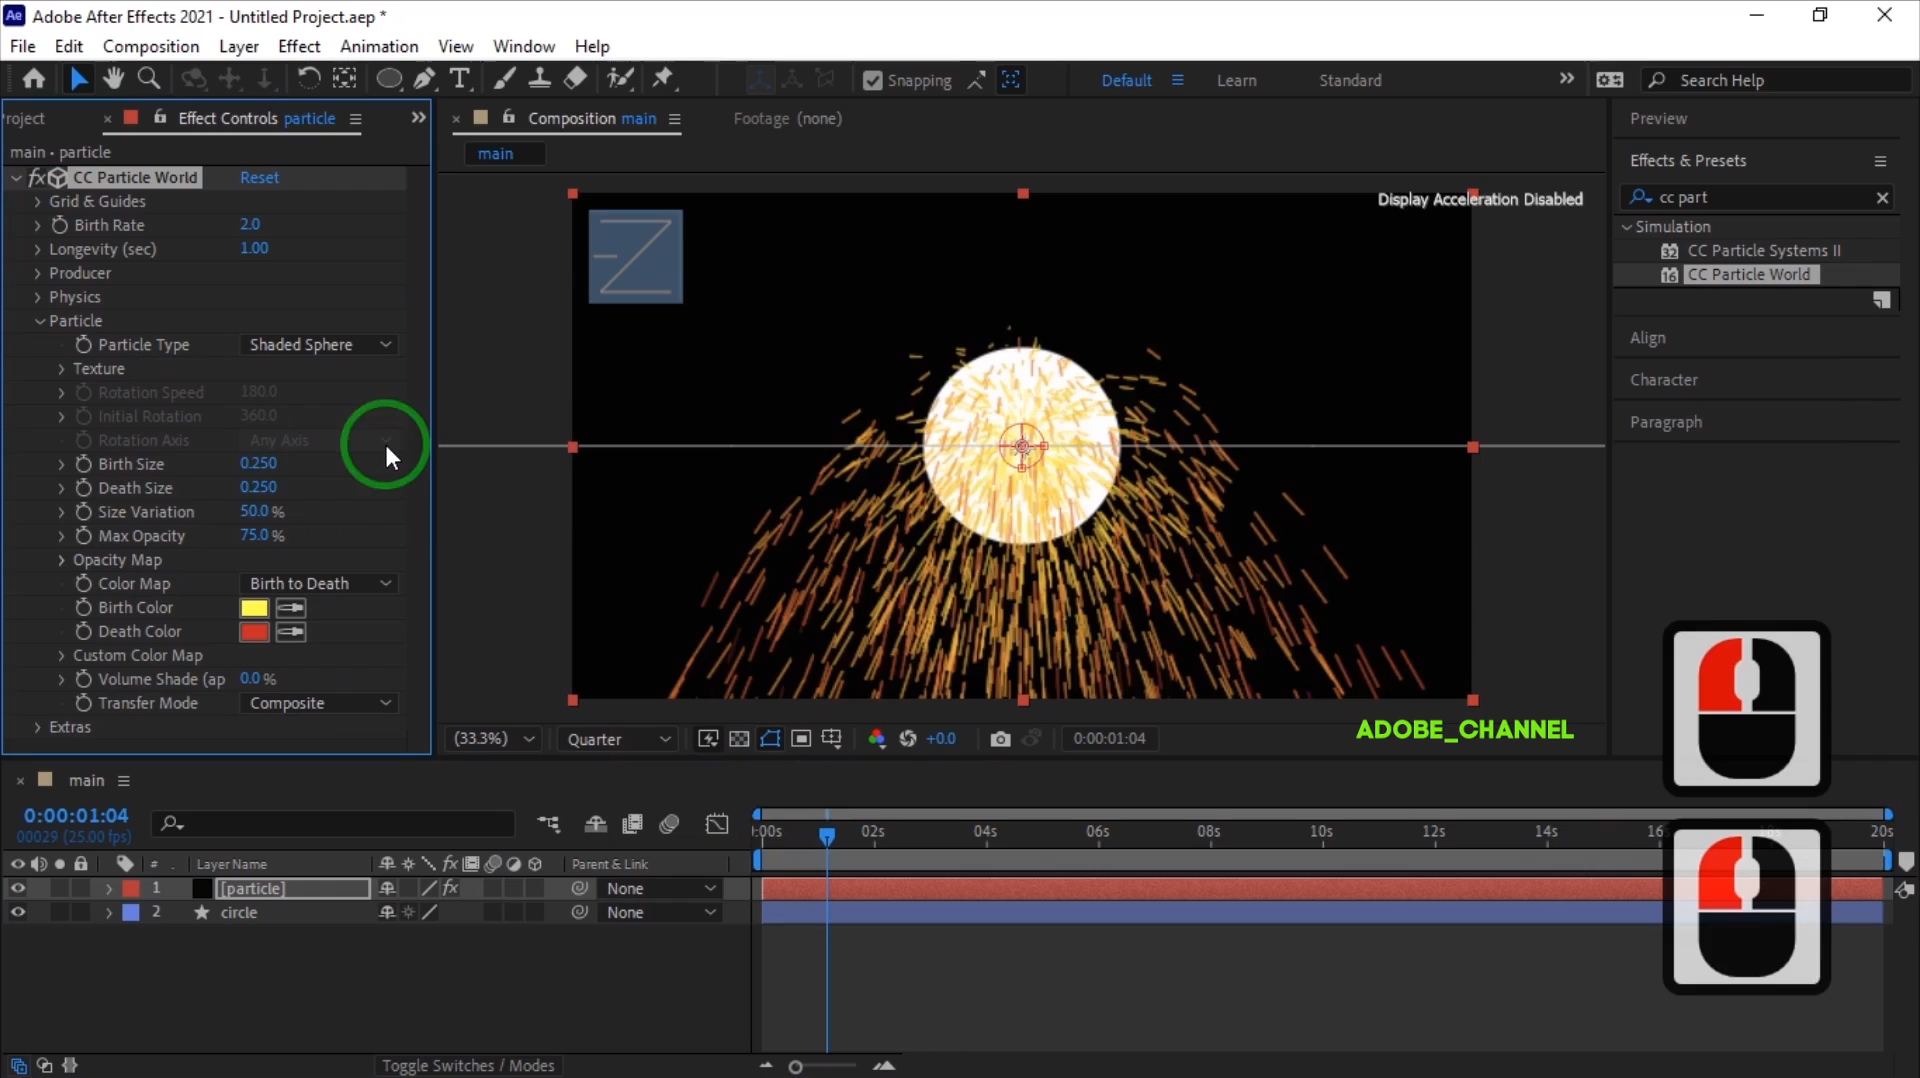 Ae Adobe After Effects 2021 - Untitled Project.aep *
File Edit Composition Layer Effect Animation View Window Help
Snapping
Default
Learn
Standard
Search Help
roject
Effect Controls particle
main • particle
fx CC Particle World Reset
Grid & Guides
Birth Rate 2.0
Longevity (sec) 1.00
Producer
Physics
Particle
Particle Type Shaded Sphere
Texture
Rotation Speed 180.0
Initial Rotation 360.0
Rotation Axis Any Axis
Birth Size 0.250
Death Size 0.250
Size Variation 50.0 %
Max Opacity 75.0 %
Opacity Map
Color Map Birth to Death
Birth Color
Death Color
Custom Color Map
Volume Shade (ap 0.0 %
Transfer Mode Composite
Extras
Composition main
Footage (none)
main
Display Acceleration Disabled
(33.3%)
Quarter
+0.0
0:00:01:04
ADOBE_CHANNEL
Preview
Effects & Presets
cc part
Simulation
32 CC Particle Systems II
16 CC Particle World
Align
Character
Paragraph
main
0:00:01:04
00029 (25.00 fps)
:00s 02s 04s 06s 08s 10s 12s 14s 16s 18s 20s
# . Layer Name fx Parent & Link
1 [particle] fx None
2 circle None
Toggle Switches / Modes